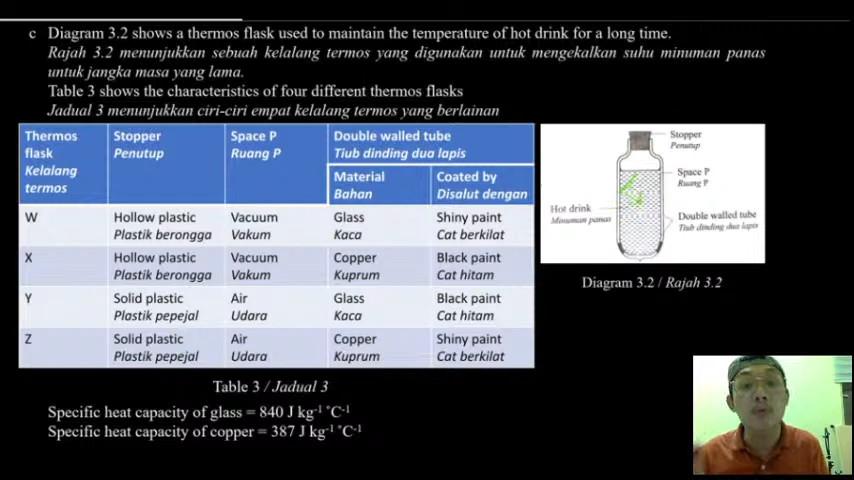 c Diagram 3.2 shows a thermos flask used to maintain the temperature of hot drink for a long time.
Rajah 3.2 menunjukkan sebuah kelalang termos yang digunakan untuk mengekalkan suhu minuman panas
untuk jangka masa yang lama.
Table 3 shows the characteristics of four different thermos flasks
Jadual 3 menunjukkan ciri-ciri empat kelalang termos yang berlainan
Thermos flask Kelalang termos
Stopper Penutup
Space P Ruang P
Double walled tube
Tiub dinding dua lapis
Material Bahan
Coated by Disalut dengan
W Hollow plastic Vacuum Glass Shiny paint
Plastik berongga Vakum Kaca Cat berkilat
X Hollow plastic Vacuum Copper Black paint
Plastik berongga Vakum Kuprum Cat hitam
Y Solid plastic Air Glass Black paint
Plastik pepejal Udara Kaca Cat hitam
Z Solid plastic Air Copper Shiny paint
Plastik pepejal Udara Kuprum Cat berkilat
Table 3 / Jadual 3
Stopper
Penutup
Space P
Ruang P
Hot drink
Minuman panas
Double walled tube
Tiub dinding dua lapis
Diagram 3.2 / Rajah 3.2
Specific heat capacity of glass = 840 J kg⁻¹ °C⁻¹
Specific heat capacity of copper = 387 J kg⁻¹ °C⁻¹